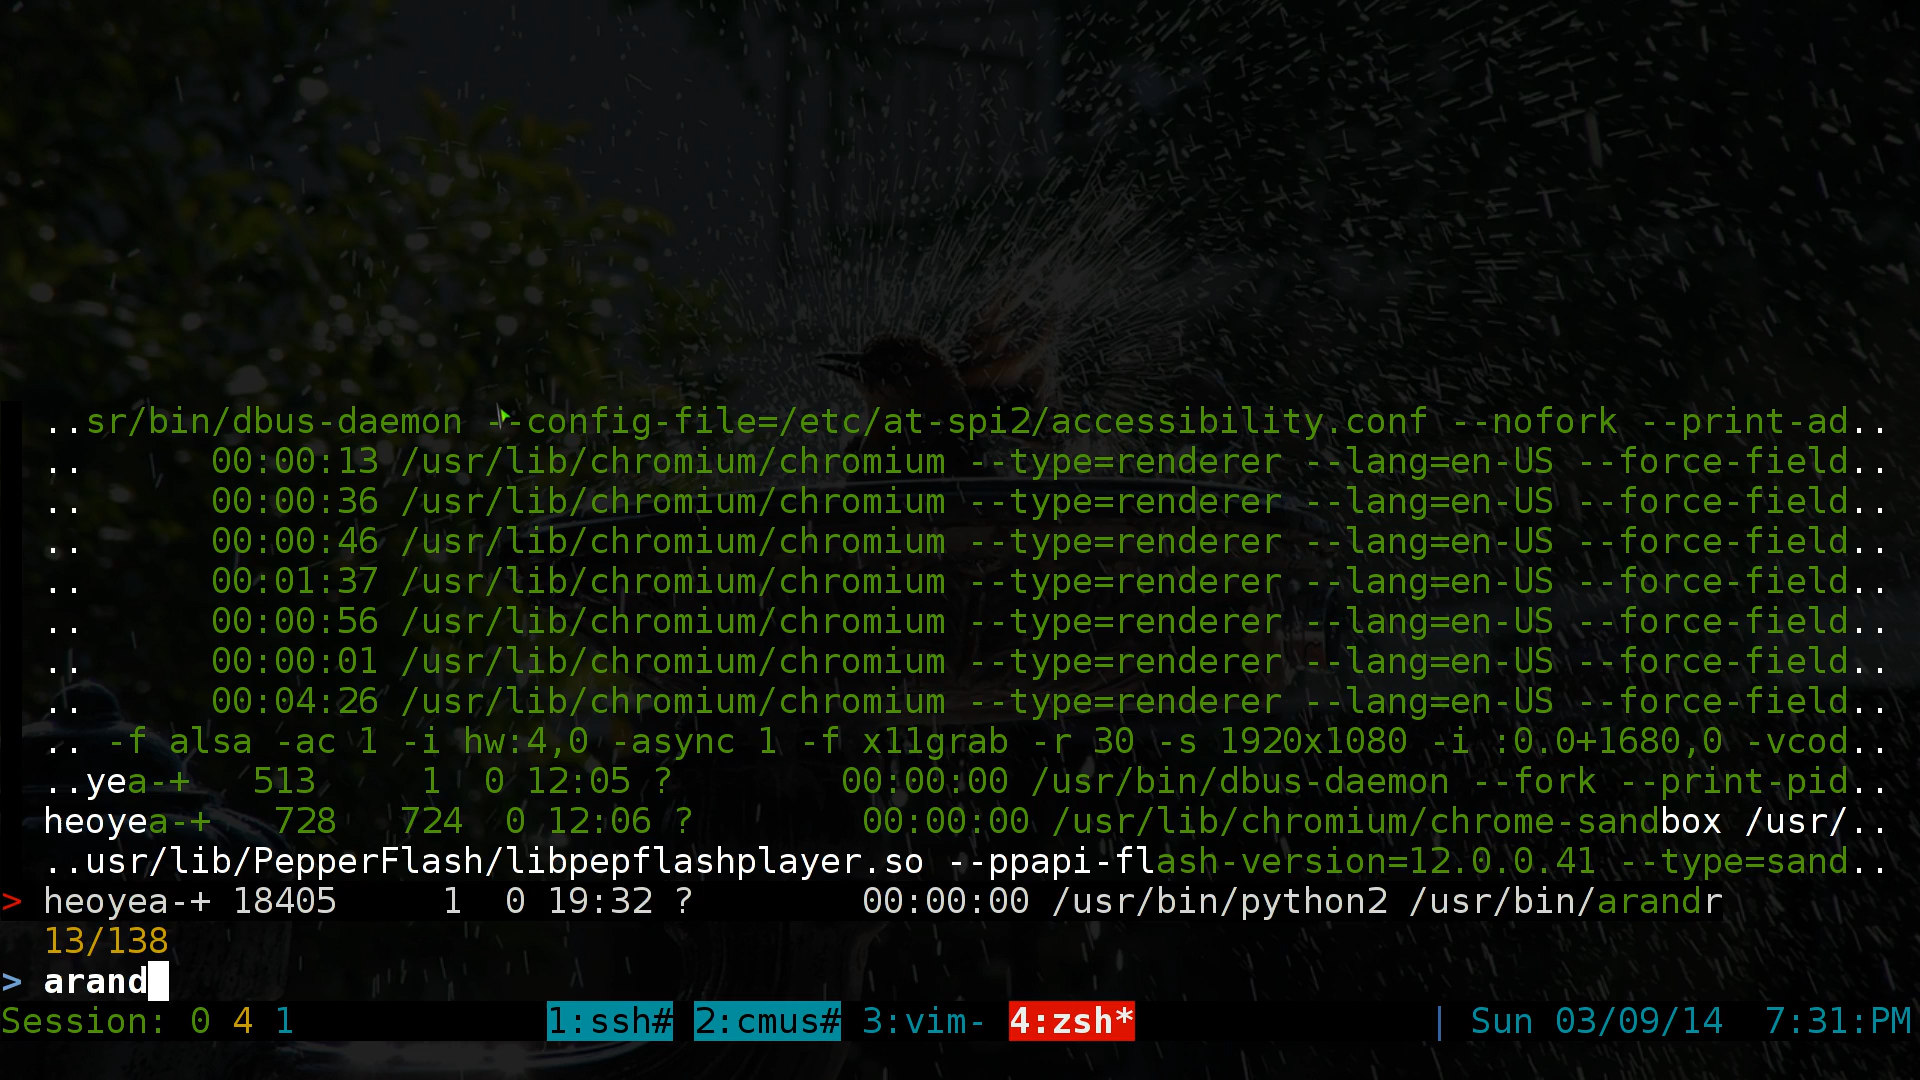 ..sr/bin/dbus-daemon --config-file=/etc/at-spi2/accessibility.conf --nofork --print-ad..
..      00:00:13 /usr/lib/chromium/chromium --type=renderer --lang=en-US --force-field..
..      00:00:36 /usr/lib/chromium/chromium --type=renderer --lang=en-US --force-field..
..      00:00:46 /usr/lib/chromium/chromium --type=renderer --lang=en-US --force-field..
..      00:01:37 /usr/lib/chromium/chromium --type=renderer --lang=en-US --force-field..
..      00:00:56 /usr/lib/chromium/chromium --type=renderer --lang=en-US --force-field..
..      00:00:01 /usr/lib/chromium/chromium --type=renderer --lang=en-US --force-field..
..      00:04:26 /usr/lib/chromium/chromium --type=renderer --lang=en-US --force-field..
.. -f alsa -ac 1 -i hw:4,0 -async 1 -f x11grab -r 30 -s 1920x1080 -i :0.0+1680,0 -vcod..
..yea-+   513     1  0 12:05 ?        00:00:00 /usr/bin/dbus-daemon --fork --print-pid..
heoyea-+   728   724  0 12:06 ?        00:00:00 /usr/lib/chromium/chrome-sandbox /usr/..
..usr/lib/PepperFlash/libpepflashplayer.so --ppapi-flash-version=12.0.0.41 --type=sand..
> heoyea-+ 18405     1  0 19:32 ?        00:00:00 /usr/bin/python2 /usr/bin/arandr
13/138
> arand
Session: 0 4 1 1:ssh# 2:cmus# 3:vim- 4:zsh* | Sun 03/09/14  7:31:PM